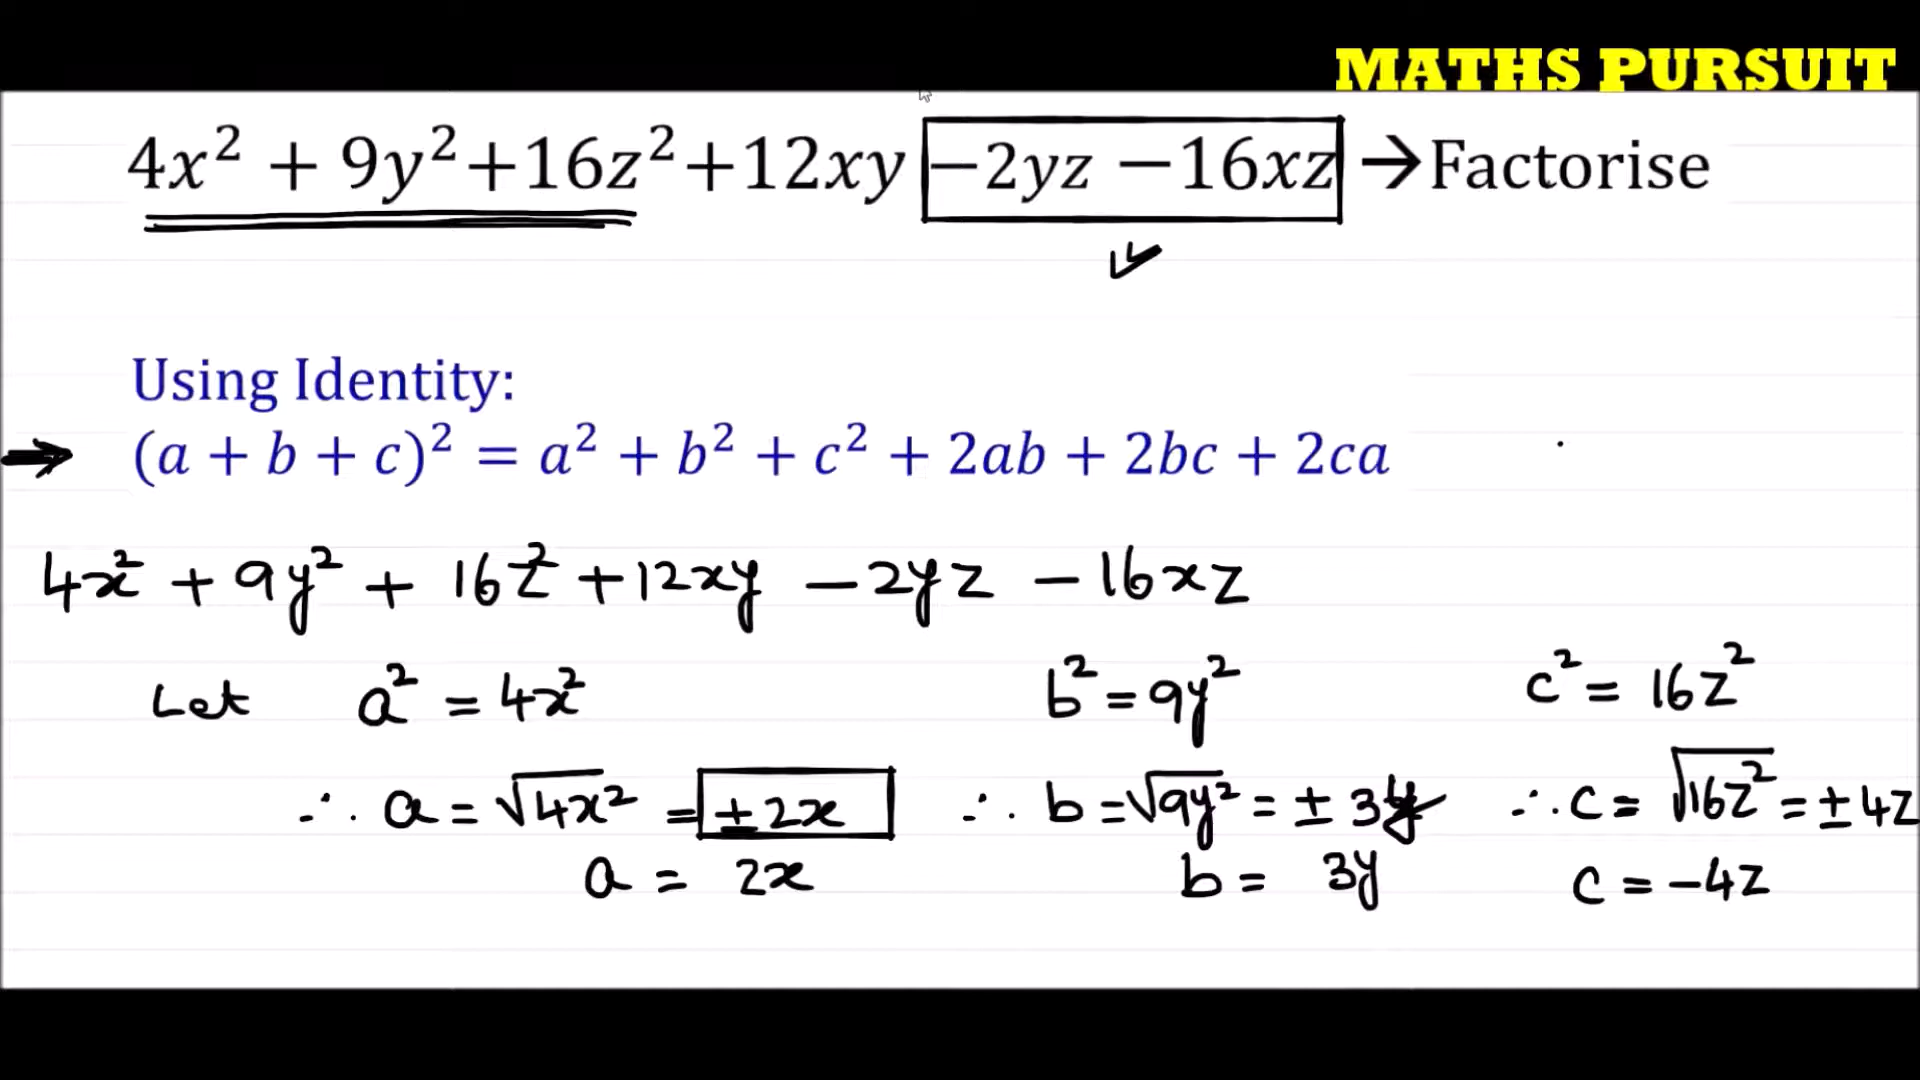 MATHS PURSUIT
4x² + 9y²+16z²+12xy −2yz −16xz →Factorise
Using Identity:
(a + b + c)² = a² + b² + c² + 2ab + 2bc + 2ca
4x² + 9y² + 16z² + 12xy − 2yz − 16xz
Let a² = 4x² b² = 9y² c² = 16z²
∴ a = √4x² = ± 2x ∴ b = √9y² = ± 3y ∴ c = √16z² = ± 4z
a = 2x b = 3y c = −4z